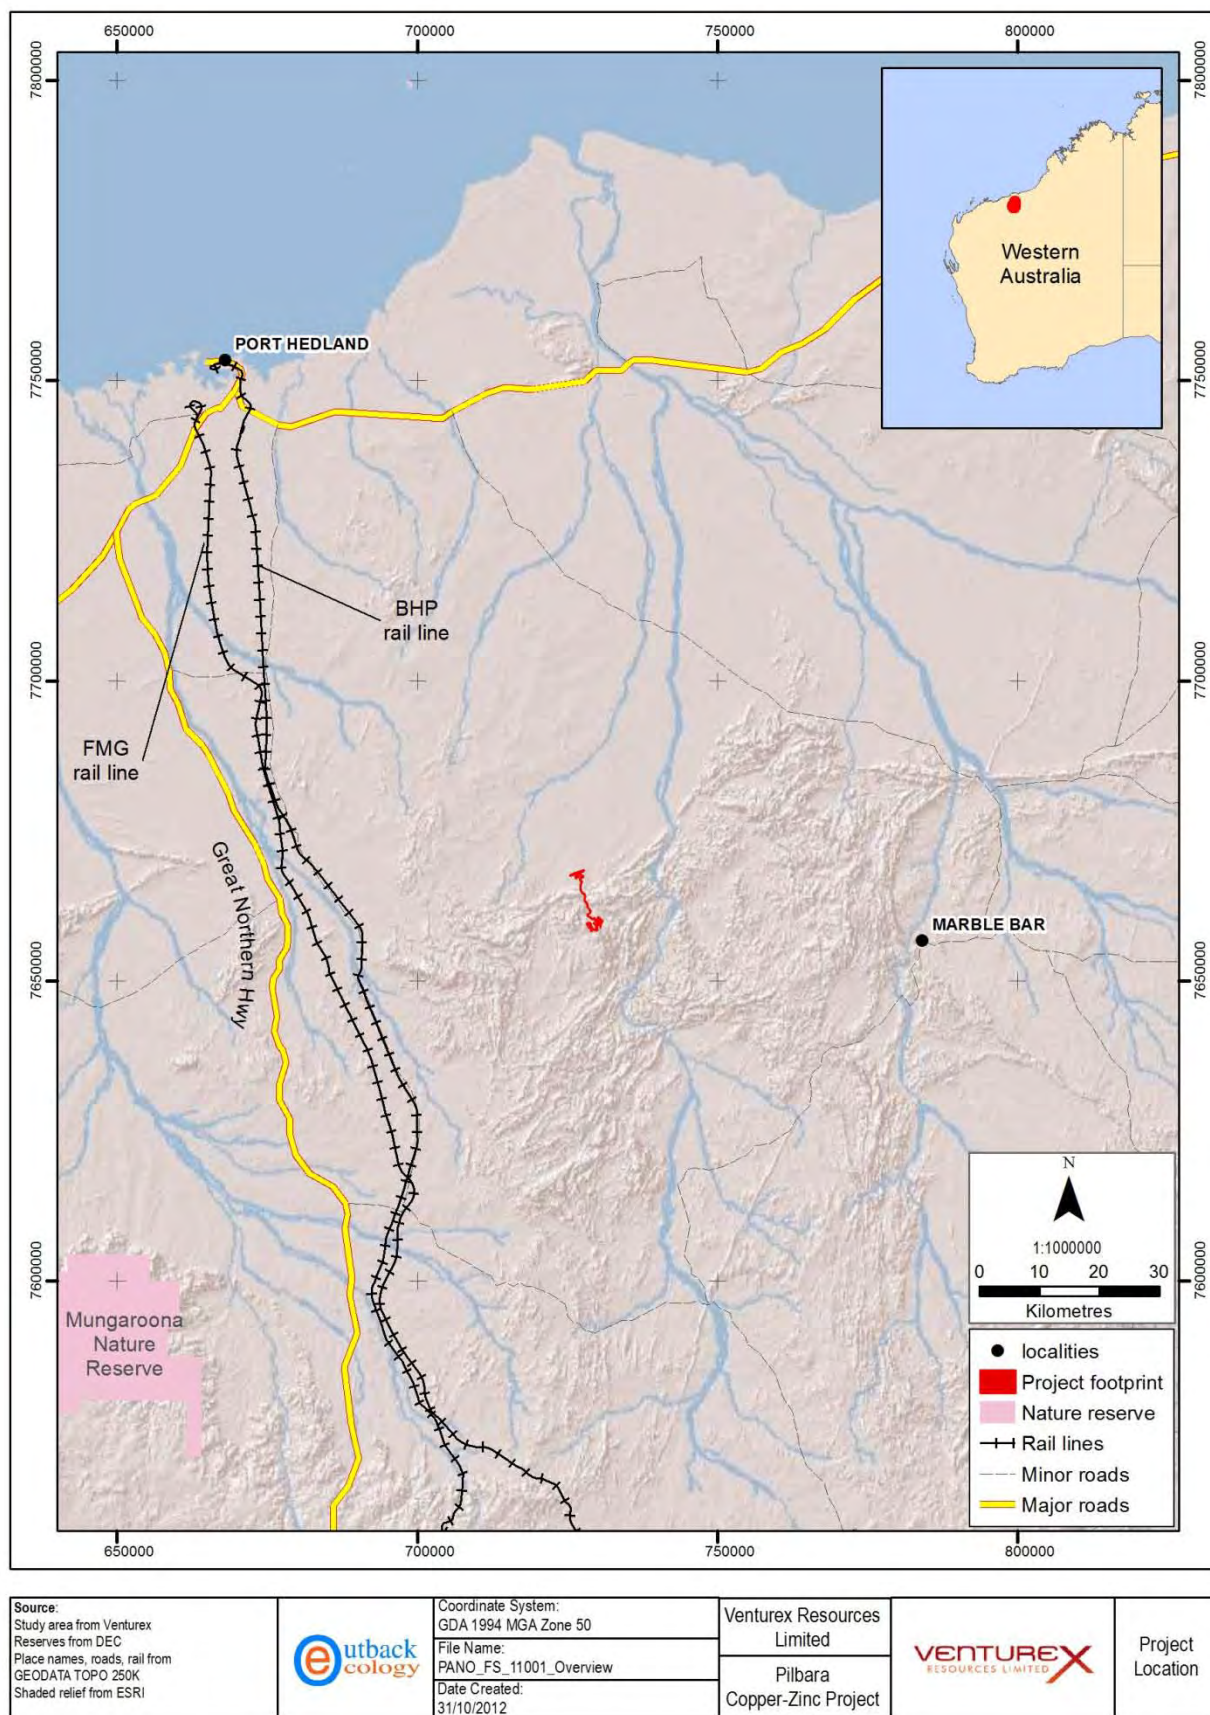 650000
700000
750000
800000
7800000
7800000
Western
Australia
PORT HEDLAND
7750000
7750000
BHP
rail line
7700000
7700000
FMG
rail line
Great Northern Hwy
MARBLE BAR
7650000
7650000
N
1:1000000
0 10 20 30
Kilometres
7600000
7600000
Mungaroona
Nature
Reserve
localities
Project footprint
Nature reserve
Rail lines
Minor roads
Major roads
650000
700000
750000
800000
Source:
Study area from Venturex
Reserves from DEC
Place names, roads, rail from
GEODATA TOPO 250K
Shaded relief from ESRI
Outback
ecology
Coordinate System:
GDA 1994 MGA Zone 50
File Name:
PANO_FS_11001_Overview
Date Created:
31/10/2012
Venturex Resources
Limited
Pilbara
Copper-Zinc Project
VENTUREX
RESOURCES LIMITED
Project
Location